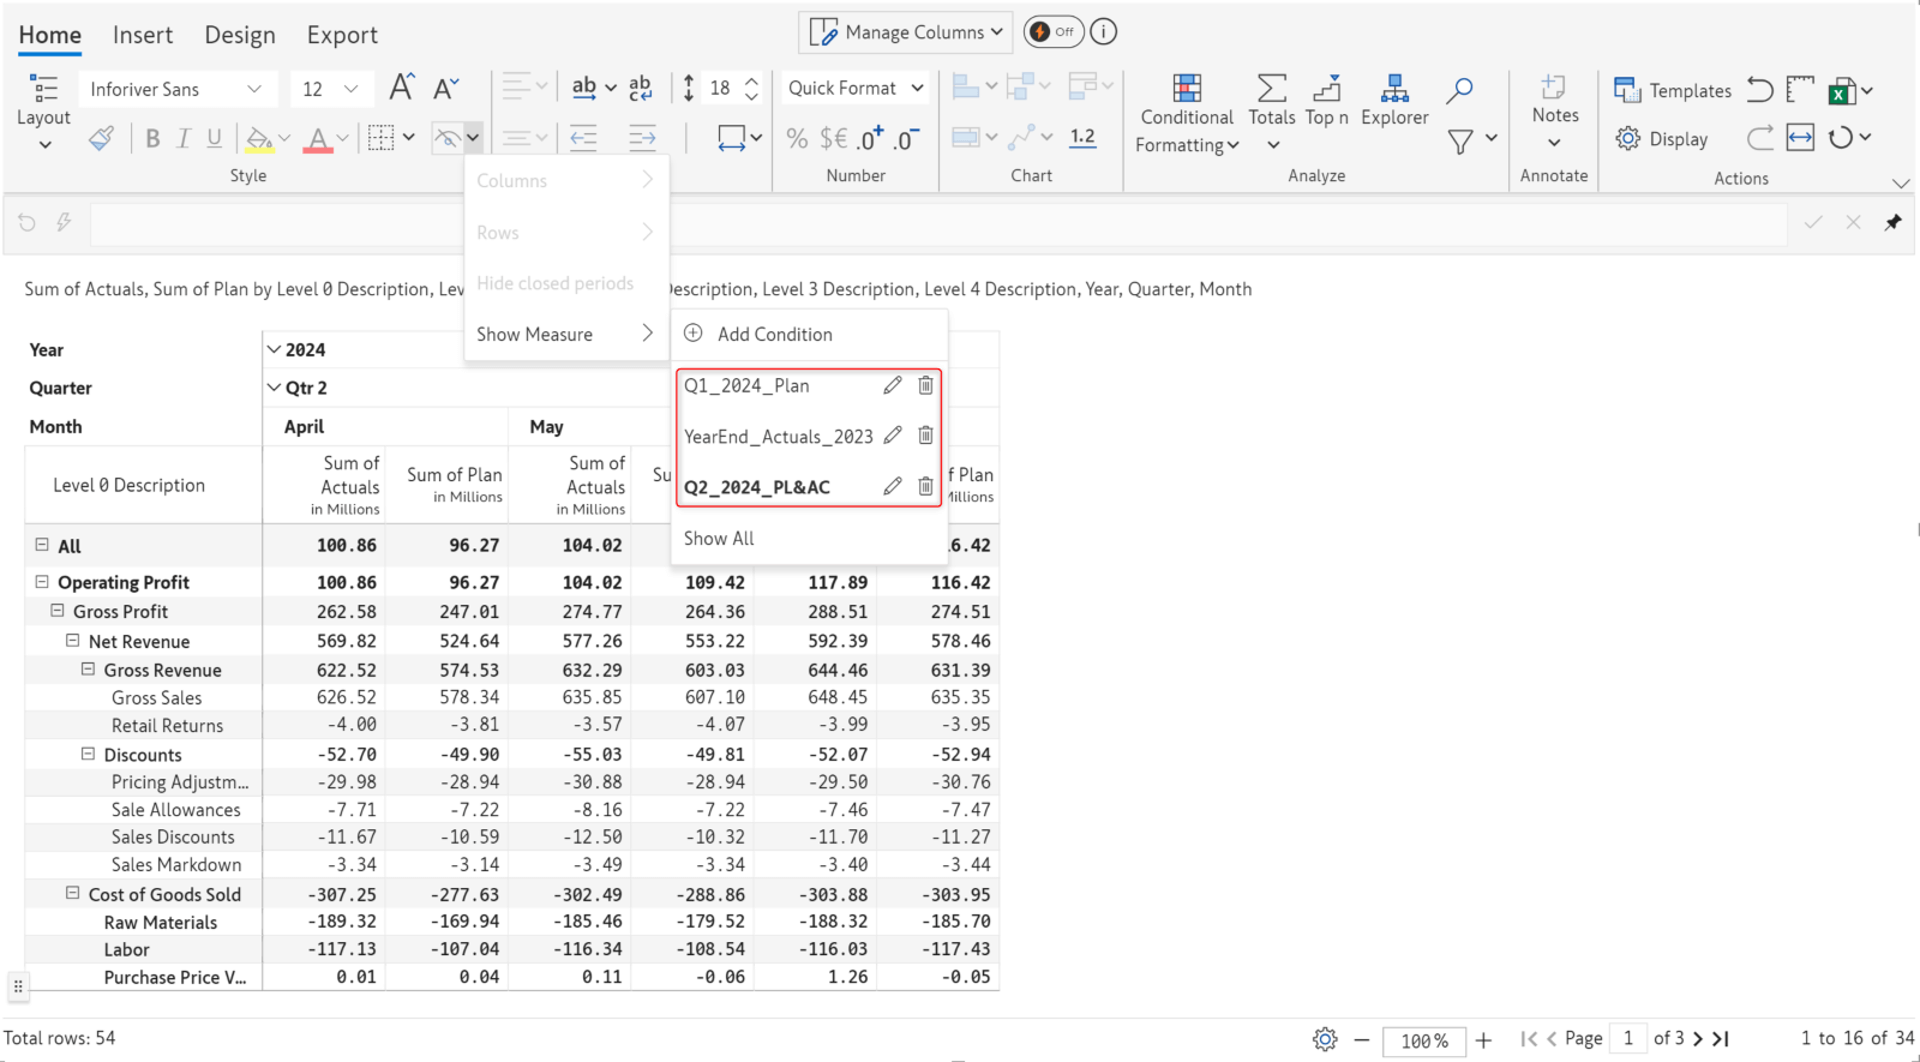 Home Insert Design Export Manage Columns Off
Layout Inforiver Sans 12 18 Quick Format Conditional Formatting Totals Top n Explorer Notes Templates
B I U A % $€ .0+ .0- 1.2 Display
Style Number Chart Analyze Annotate Actions
Columns
Rows
Hide closed periods
Show Measure
Add Condition
Q1_2024_Plan
YearEnd_Actuals_2023
Q2_2024_PL&AC
Show All
Sum of Actuals, Sum of Plan by Level 0 Description, Lev escription, Level 3 Description, Level 4 Description, Year, Quarter, Month
Year 2024
Quarter Qtr 2
Month April May
Level 0 Description Sum of Actuals in Millions Sum of Plan in Millions Sum of Actuals in Millions Su f Plan Millions
All 100.86 96.27 104.02 6.42
Operating Profit 100.86 96.27 104.02 109.42 117.89 116.42
Gross Profit 262.58 247.01 274.77 264.36 288.51 274.51
Net Revenue 569.82 524.64 577.26 553.22 592.39 578.46
Gross Revenue 622.52 574.53 632.29 603.03 644.46 631.39
Gross Sales 626.52 578.34 635.85 607.10 648.45 635.35
Retail Returns -4.00 -3.81 -3.57 -4.07 -3.99 -3.95
Discounts -52.70 -49.90 -55.03 -49.81 -52.07 -52.94
Pricing Adjustm... -29.98 -28.94 -30.88 -28.94 -29.50 -30.76
Sale Allowances -7.71 -7.22 -8.16 -7.22 -7.46 -7.47
Sales Discounts -11.67 -10.59 -12.50 -10.32 -11.70 -11.27
Sales Markdown -3.34 -3.14 -3.49 -3.34 -3.40 -3.44
Cost of Goods Sold -307.25 -277.63 -302.49 -288.86 -303.88 -303.95
Raw Materials -189.32 -169.94 -185.46 -179.52 -188.32 -185.70
Labor -117.13 -107.04 -116.34 -108.54 -116.03 -117.43
Purchase Price V... 0.01 0.04 0.11 -0.06 1.26 -0.05
Total rows: 54 100% Page 1 of 3 1 to 16 of 34